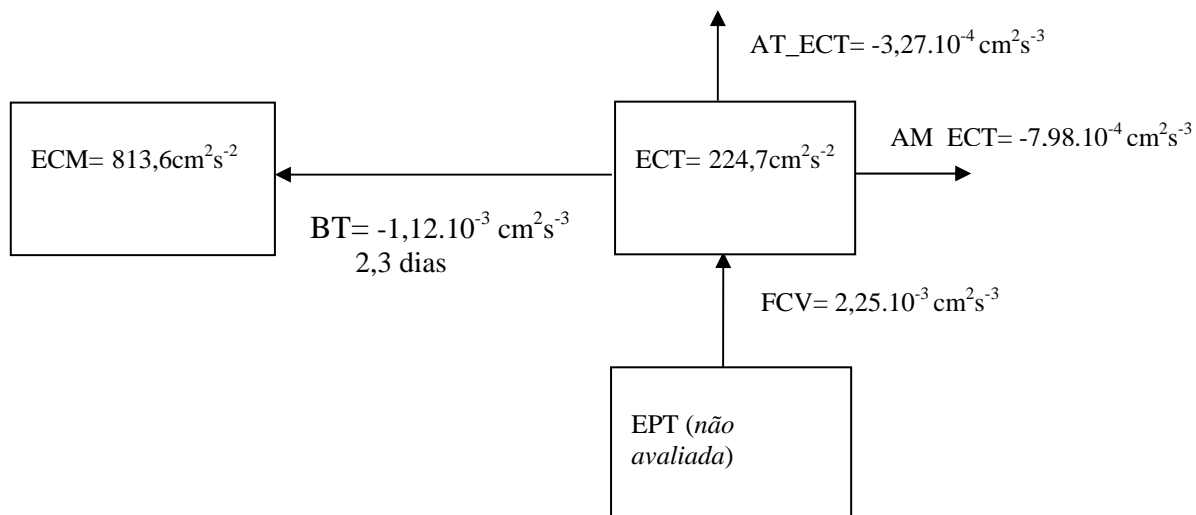 AT_ECT= -3,27.10⁻⁴ cm²s⁻³
ECM= 813,6cm²s⁻²
ECT= 224,7cm²s⁻²
AM ECT= -7.98.10⁻⁴ cm²s⁻³
BT= -1,12.10⁻³ cm²s⁻³
2,3 dias
FCV= 2,25.10⁻³ cm²s⁻³
EPT (não
avaliada)